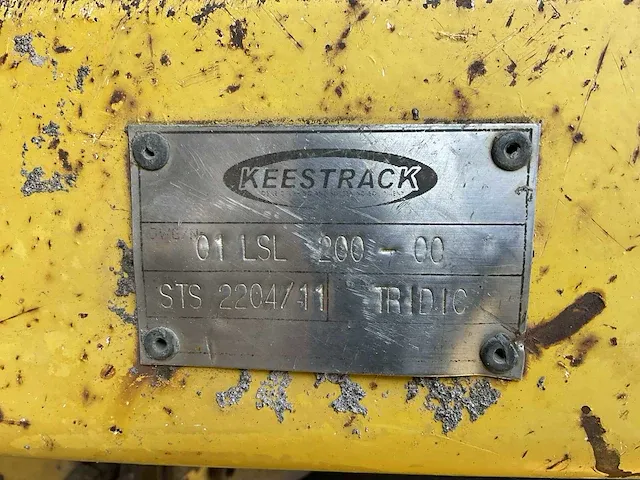 KEESTRACK
01 LSL 200 - 00
STS 2204/11 TRIDIC